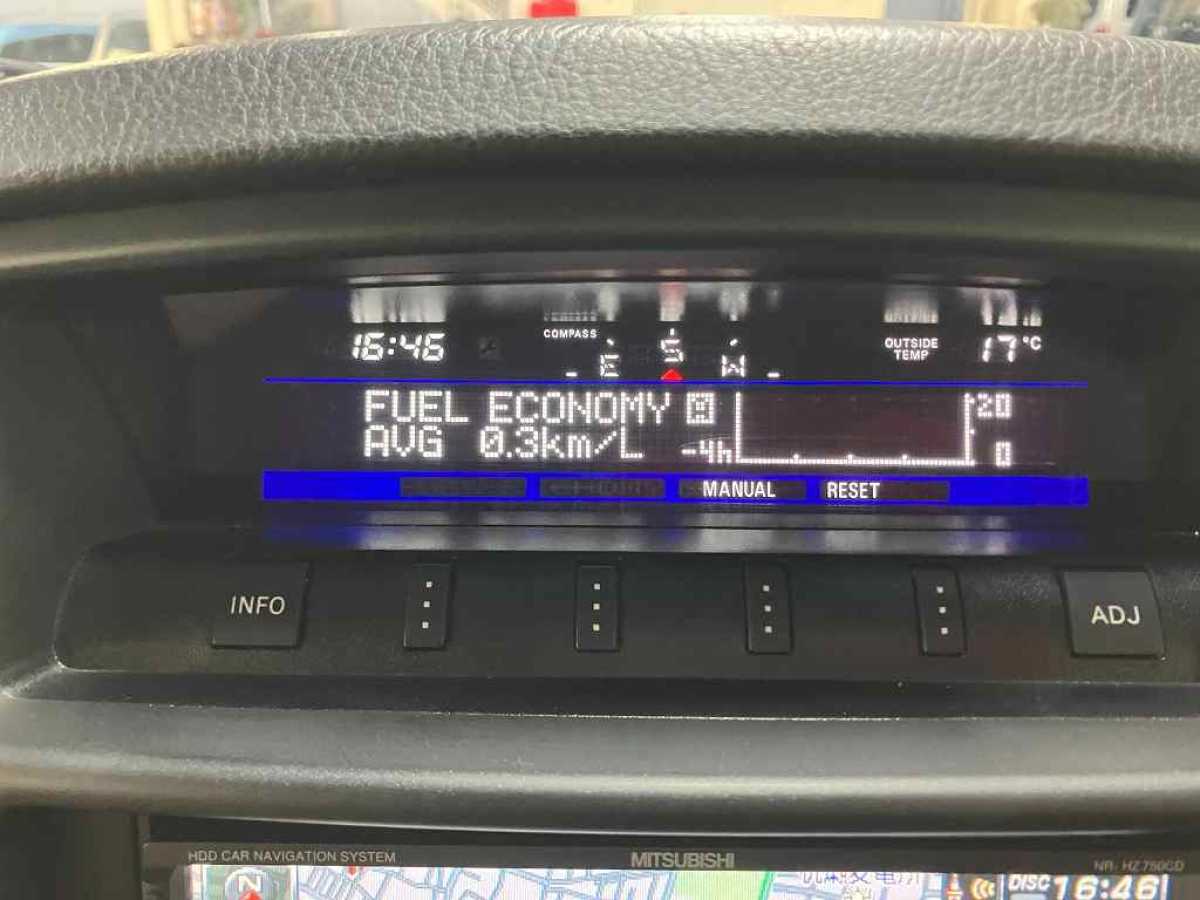 16:46
COMPASS
E
S
W
OUTSIDE
TEMP
17°C
FUEL ECONOMY
AVG 0.3km/L
-4h
20
0
MANUAL
RESET
INFO
ADJ
HDD CAR NAVIGATION SYSTEM
MITSUBISHI
NR-HZ750CD
N
DISC
16:46